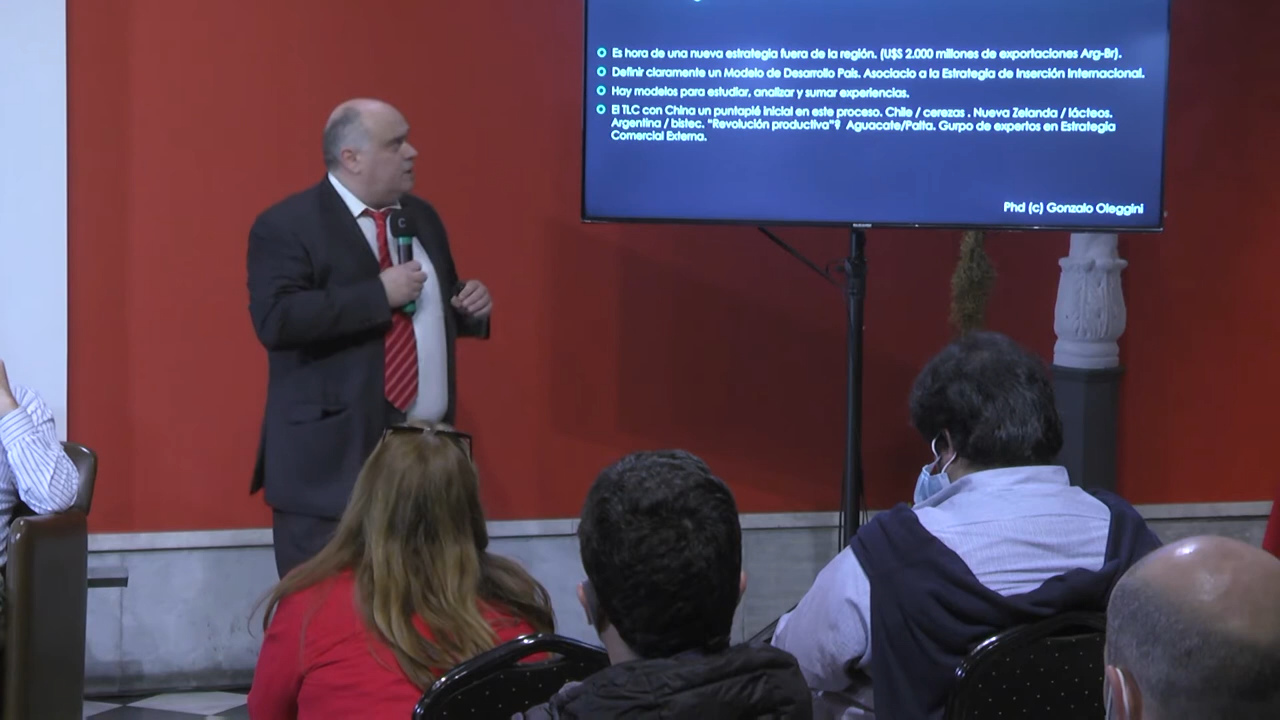 Es hora de una nueva estrategia fuera de la región. (U$S 2.000 millones de exportaciones Arg-Br).
Definir claramente un Modelo de Desarrollo País. Asociacio a la Estrategia de Inserción Internacional.
Hay modelos para estudiar, analizar y sumar experiencias.
El TLC con China un puntapié inicial en este proceso. Chile / cerezas . Nueva Zelanda / lácteos.
Argentina / bistec. "Revolución productiva"? Aguacate/Palta. Gurpo de expertos en Estrategia
Comercial Externa.
Phd (c) Gonzalo Oleggini